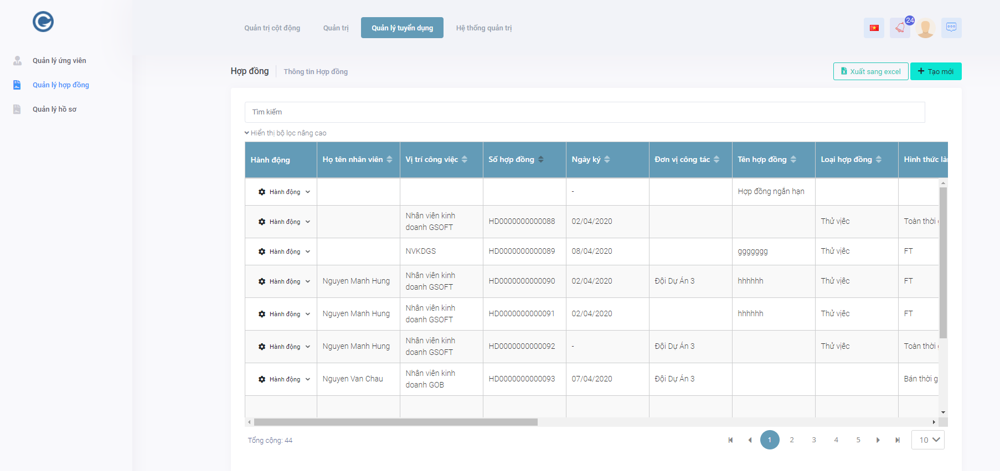 Quản trị cột động
Quản trị
Quản lý tuyển dụng
Hệ thống quản trị
24
Quản lý ứng viên
Quản lý hợp đồng
Quản lý hồ sơ
Hợp đồng
Thông tin Hợp đồng
Xuất sang excel
Tạo mới
Tìm kiếm
Hiển thị bộ lọc nâng cao
Hành động Họ tên nhân viên Vị trí công việc Số hợp đồng Ngày ký Đơn vị công tác Tên hợp đồng Loại hợp đồng Hình thức
Hành động - Hợp đồng ngắn hạn
Hành động Nhân viên kinh doanh GSOFT HD0000000000088 02/04/2020 Thử việc Toàn thời
Hành động NVKDGS HD0000000000089 08/04/2020 ggggggg Thử việc FT
Hành động Nguyen Manh Hung Nhân viên kinh doanh GSOFT HD0000000000090 02/04/2020 Đội Dự Án 3 hhhhhh Thử việc FT
Hành động Nguyen Manh Hung Nhân viên kinh doanh GSOFT HD0000000000091 02/04/2020 hhhhhh Thử việc FT
Hành động Nguyen Manh Hung Nhân viên kinh doanh GSOFT HD0000000000092 - Đội Dự Án 3 Thử việc Toàn thời
Hành động Nguyen Van Chau Nhân viên kinh doanh GOB HD0000000000093 07/04/2020 Đội Dự Án 3 Bán thời
Tổng cộng: 44
1 2 3 4 5
10